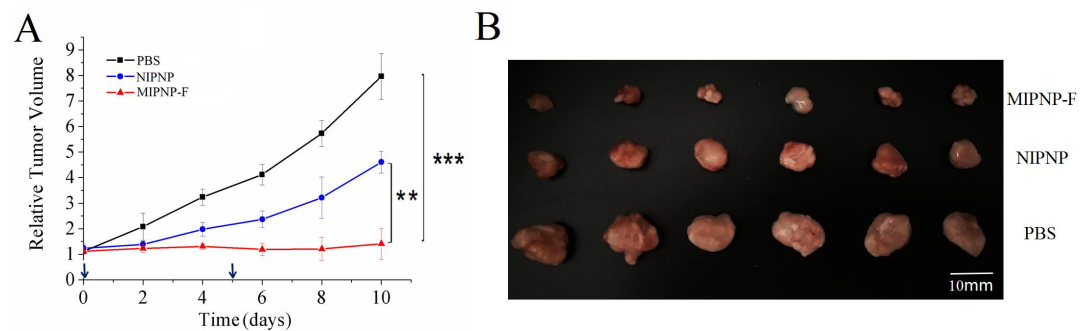 A
Relative Tumor Volume
9
8
7
6
5
4
3
2
1
0
PBS
NIPNP
MIPNP-F
***
**
0 2 4 6 8 10
Time (days)
B
MIPNP-F
NIPNP
PBS
10mm